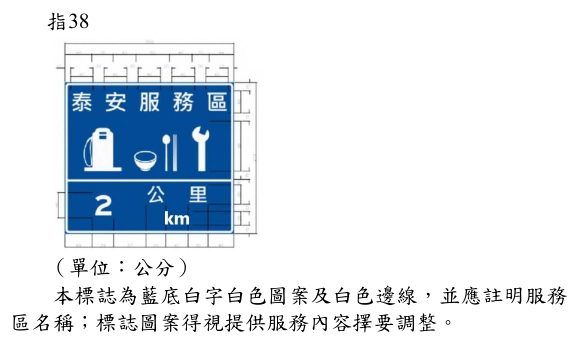 指38
泰安服務區
2 公里
km
（單位：公分）
本標誌為藍底白字白色圖案及白色邊線，並應註明服務
區名稱；標誌圖案得視提供服務內容擇要調整。